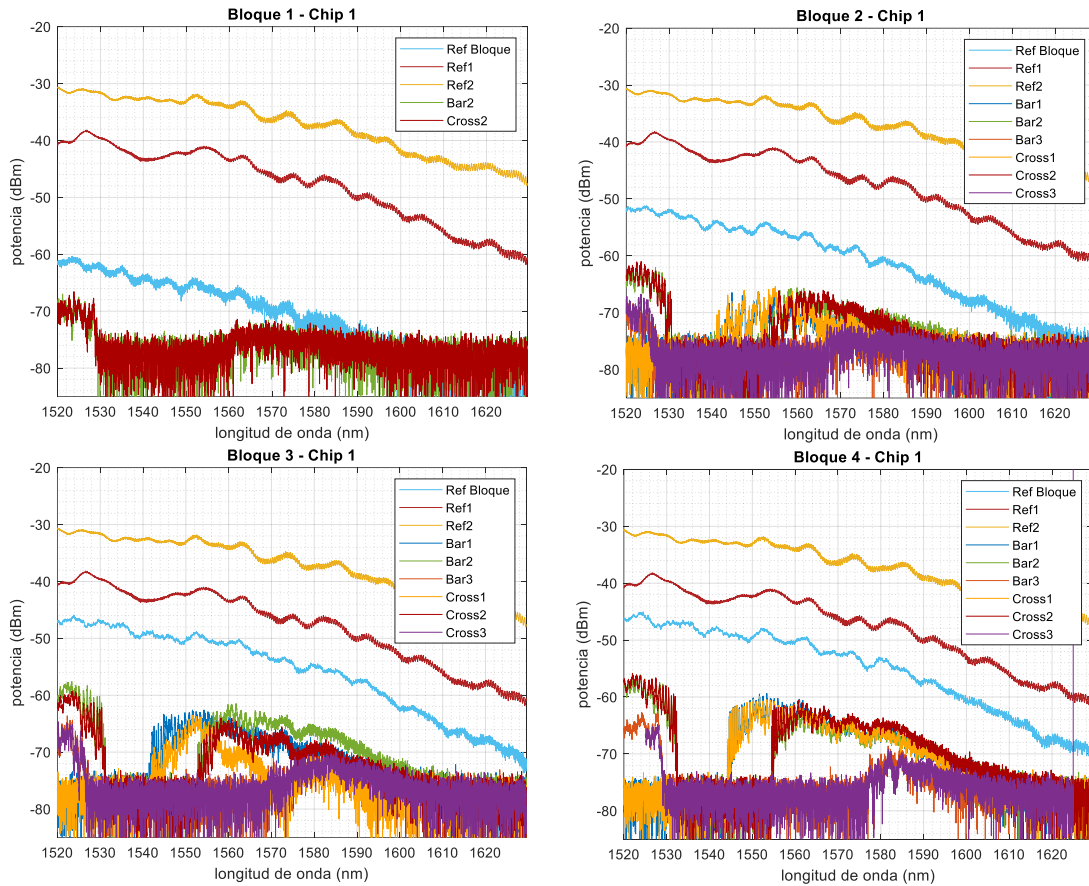 Bloque 1 - Chip 1
-20
-30
-40
-50
-60
-70
-80
potencia (dBm)
Ref Bloque
Ref1
Ref2
Bar2
Cross2
1520 1530 1540 1550 1560 1570 1580 1590 1600 1610 1620
longitud de onda (nm)
Bloque 2 - Chip 1
-20
-30
-40
-50
-60
-70
-80
potencia (dBm)
Ref Bloque
Ref1
Ref2
Bar1
Bar2
Bar3
Cross1
Cross2
Cross3
1520 1530 1540 1550 1560 1570 1580 1590 1600 1610 1620
longitud de onda (nm)
Bloque 3 - Chip 1
-20
-30
-40
-50
-60
-70
-80
potencia (dBm)
Ref Bloque
Ref1
Ref2
Bar1
Bar2
Bar3
Cross1
Cross2
Cross3
1520 1530 1540 1550 1560 1570 1580 1590 1600 1610 1620
longitud de onda (nm)
Bloque 4 - Chip 1
-20
-30
-40
-50
-60
-70
-80
potencia (dBm)
Ref Bloque
Ref1
Ref2
Bar1
Bar2
Bar3
Cross1
Cross2
Cross3
1520 1530 1540 1550 1560 1570 1580 1590 1600 1610 1620
longitud de onda (nm)